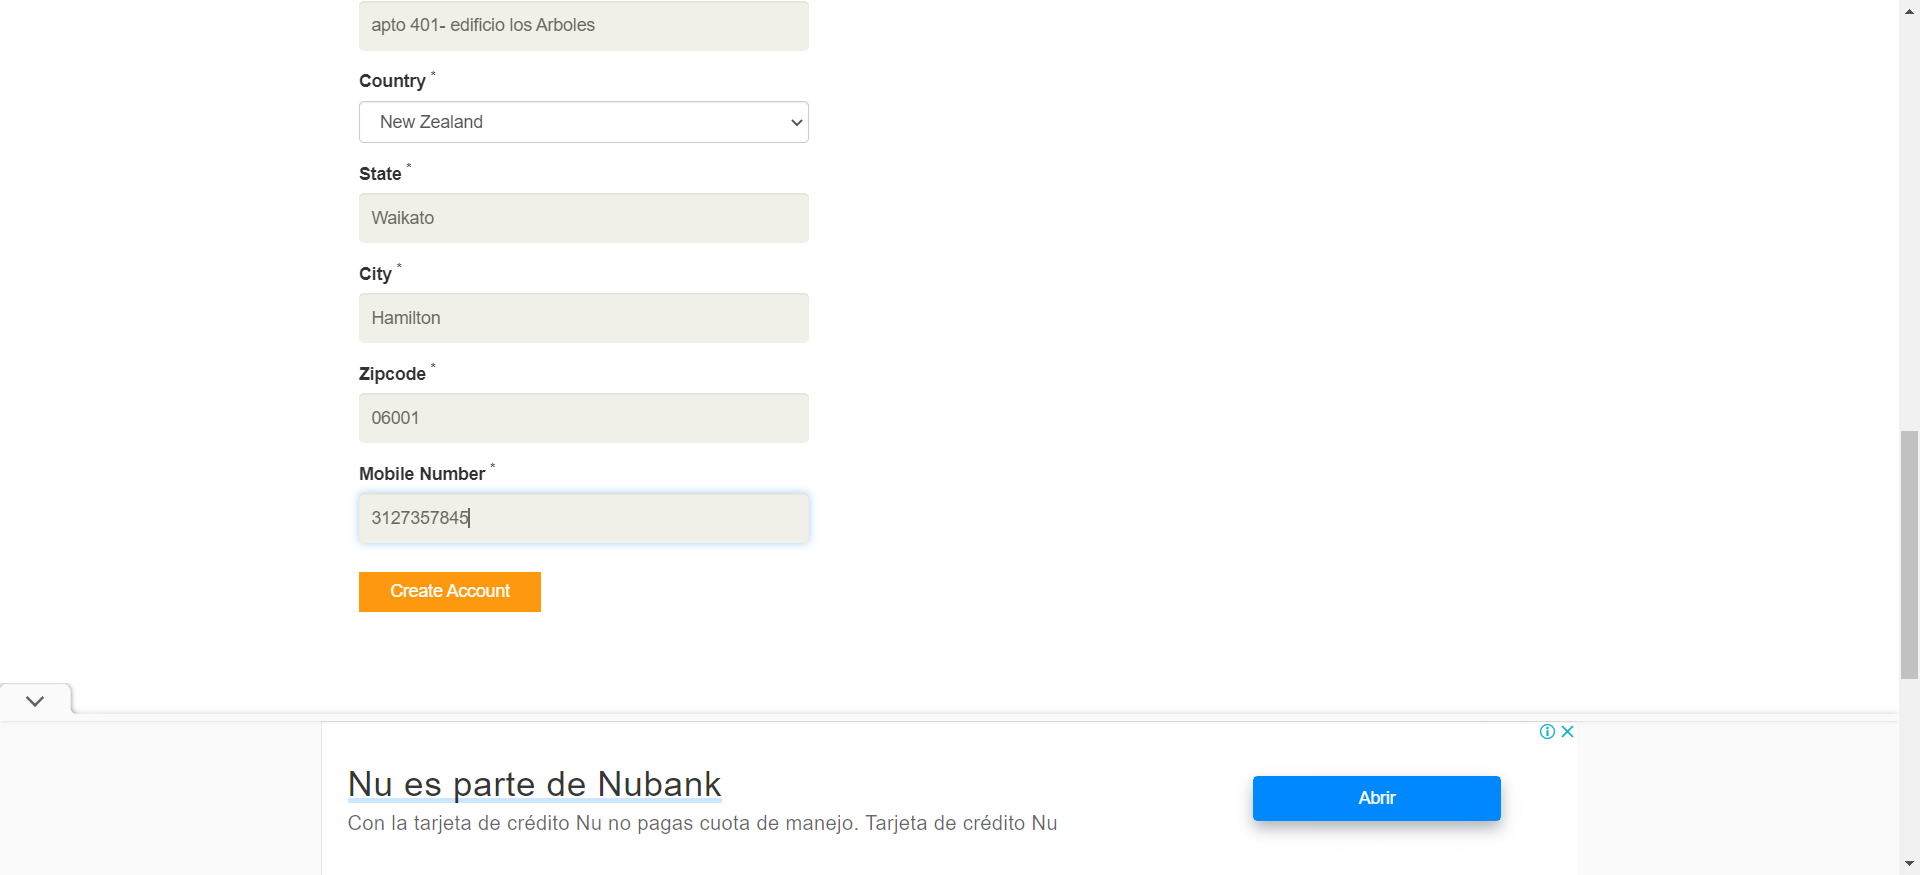 apto 401- edificio los Arboles
Country *
New Zealand
State *
Waikato
City *
Hamilton
Zipcode *
06001
Mobile Number *
3127357845
Create Account
Nu es parte de Nubank
Con la tarjeta de crédito Nu no pagas cuota de manejo. Tarjeta de crédito Nu
Abrir